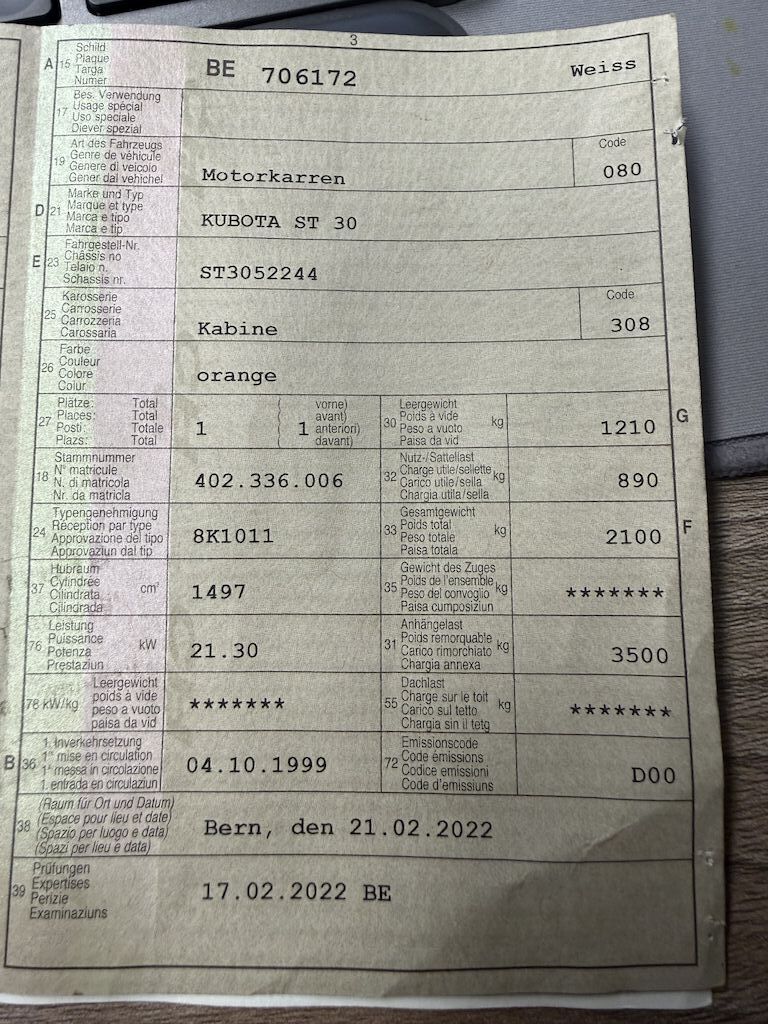 3
A 15 Schild
Plaque
Targa
Numer
BE 706172 Weiss
17 Bes. Verwendung
Usage spécial
Uso speciale
Diever spezial
19 Art des Fahrzeugs
Genre de véhicule
Genere di veicolo
Gener dal vehichel
Motorkarren
Code
080
D 21 Marke und Typ
Marque et type
Marca e tipo
Marca e tip
KUBOTA ST 30
E 23 Fahrgestell-Nr.
Châssis no
Telaio n.
Schassis nr.
ST3052244
25 Karosserie
Carrosserie
Carrozzeria
Carossaria
Kabine
Code
308
26 Farbe
Couleur
Colore
Colur
orange
27 Plätze: Total
Places: Total
Posti: Totale
Plazs: Total
1 ( 1 vorne)
( avant)
( anteriori)
( davant)
30 Leergewicht
Poids à vide
Peso a vuoto
Paisa da vid
kg
1210
G
18 Stammnummer
N° matricule
N. di matricola
Nr. da matricla
402.336.006
32 Nutz-/Sattellast
Charge utile/sellette
Carico utile/sella
Chargia utila/sella
kg
890
24 Typengenehmigung
Réception par type
Approvazione del tipo
Approvaziun dal tip
8K1011
33 Gesamtgewicht
Poids total
Peso totale
Paisa totala
kg
2100
F
37 Hubraum
Cylindrée
Cilindrata
Cilindrada
cm³
1497
35 Gewicht des Zuges
Poids de l'ensemble
Peso del convoglio
Paisa cumposiziun
kg
*******
76 Leistung
Puissance
Potenza
Prestaziun
kW
21.30
31 Anhängelast
Poids remorquable
Carico rimorchiato
Chargia annexa
kg
3500
78 kW/kg Leergewicht
poids à vide
peso a vuoto
paisa da vid
*******
55 Dachlast
Charge sur le toit
Carico sul tetto
Chargia sin il tetg
kg
*******
B 36 1. Inverkehrsetzung
1re mise en circulation
1a messa in circolazione
1. entrada en circulaziun
04.10.1999
72 Emissionscode
Code émissions
Codice emissioni
Code d'emissiuns
D00
38 (Raum für Ort und Datum)
(Espace pour lieu et date)
(Spazio per luogo e data)
(Spazi per lieu e data)
Bern, den 21.02.2022
39 Prüfungen
Expertises
Perizie
Examinaziuns
17.02.2022 BE